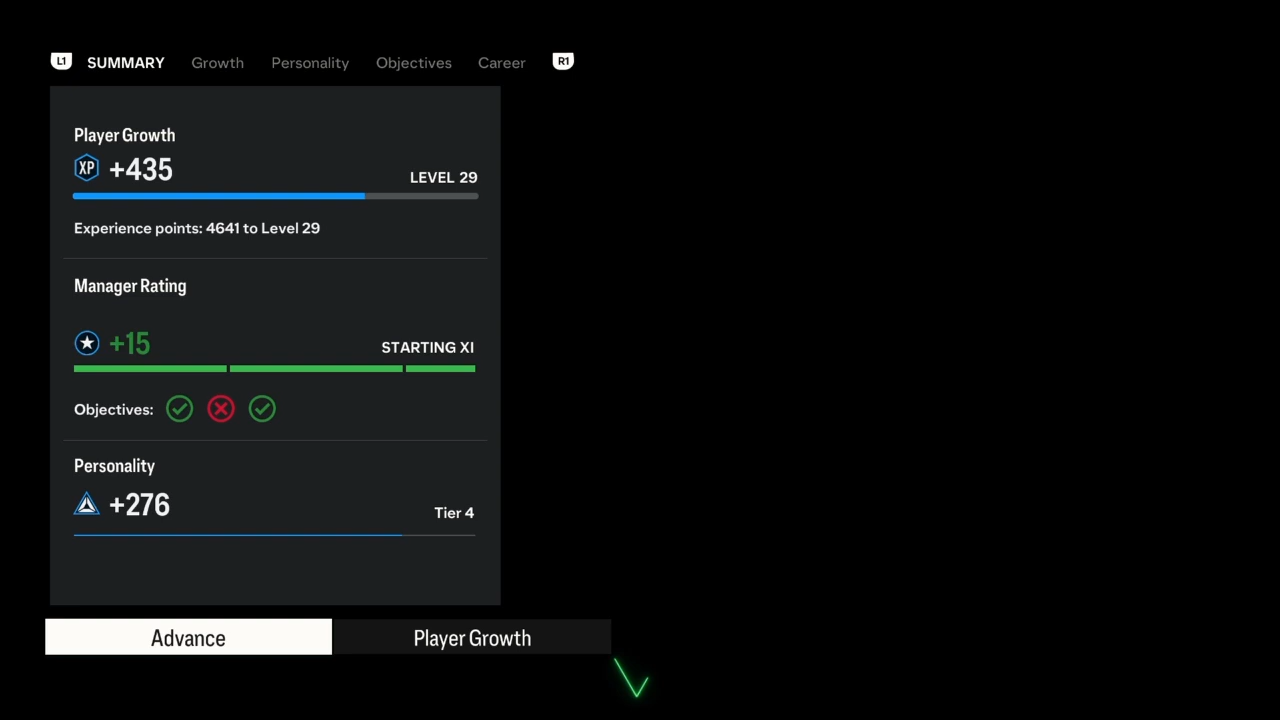 L1 SUMMARY Growth Personality Objectives Career R1
Player Growth
XP +435
LEVEL 29
Experience points: 4641 to Level 29
Manager Rating
+15
STARTING XI
Objectives:
Personality
+276
Tier 4
Advance Player Growth